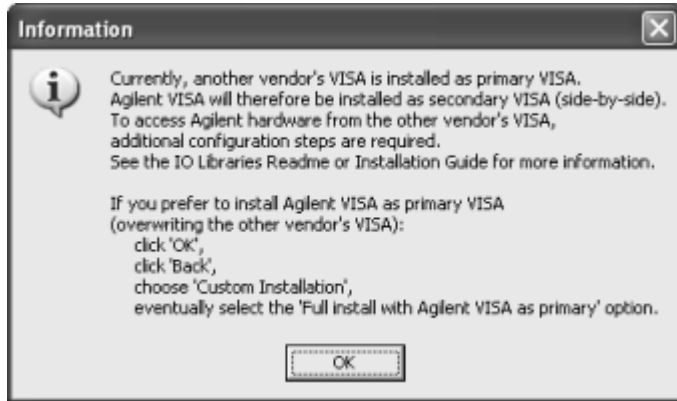 Information
Currently, another vendor's VISA is installed as primary VISA.
Agilent VISA will therefore be installed as secondary VISA (side-by-side).
To access Agilent hardware from the other vendor's VISA,
additional configuration steps are required.
See the IO Libraries Readme or Installation Guide for more information.
If you prefer to install Agilent VISA as primary VISA
(overwriting the other vendor's VISA):
click 'OK',
click 'Back',
choose 'Custom Installation',
eventually select the 'Full install with Agilent VISA as primary' option.
OK